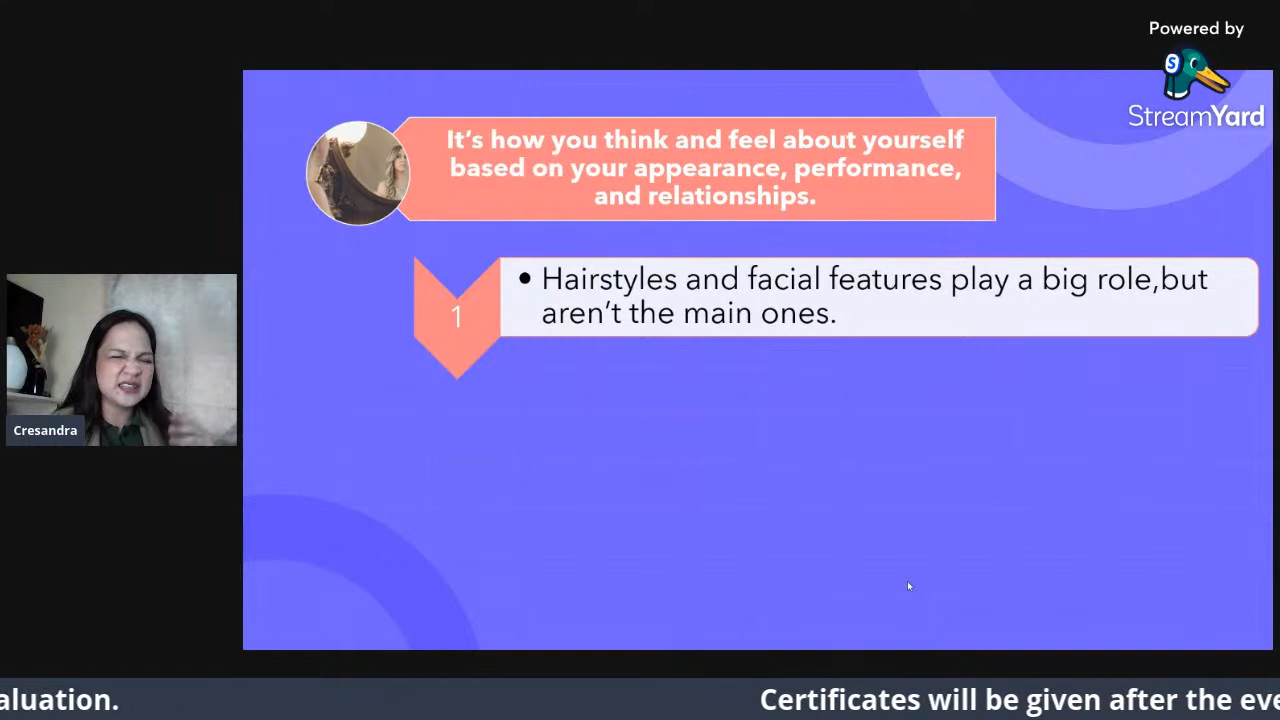 Powered by
S
StreamYard
It's how you think and feel about yourself
based on your appearance, performance,
and relationships.
1
• Hairstyles and facial features play a big role,but
aren't the main ones.
Cresandra
aluation.
Certificates will be given after the eve